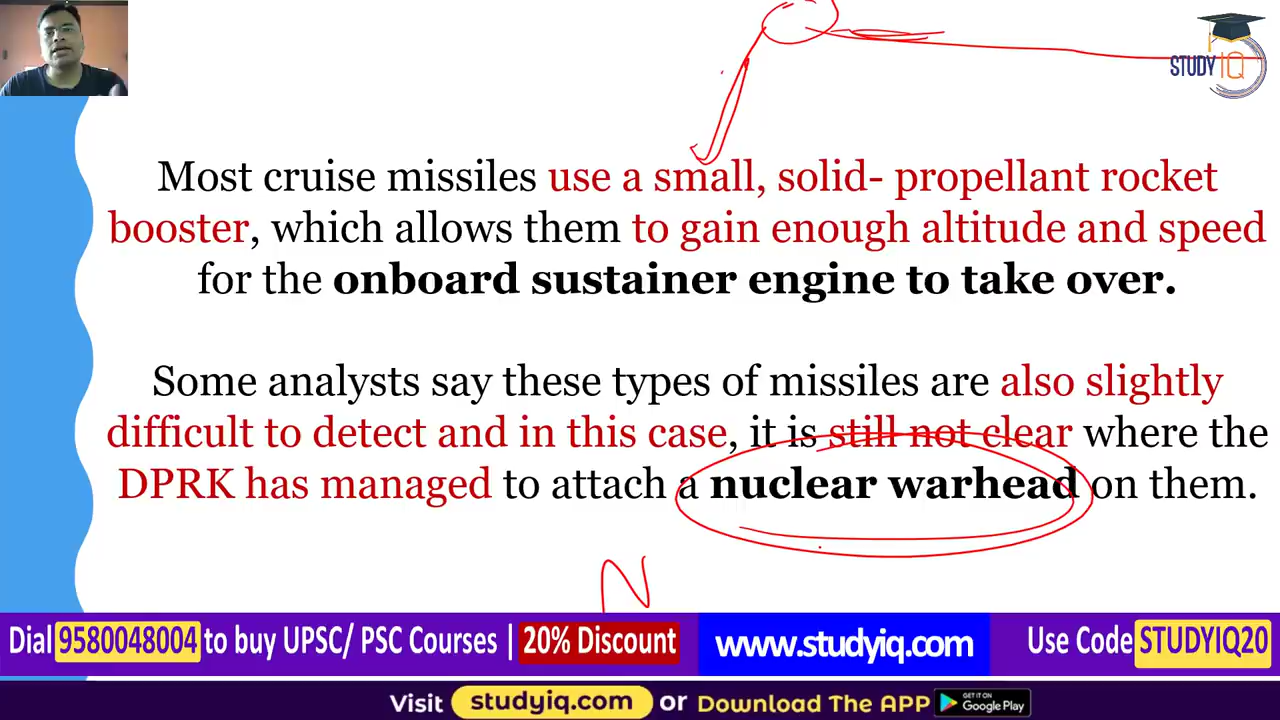 STUDY IQ
Most cruise missiles use a small, solid- propellant rocket
booster, which allows them to gain enough altitude and speed
for the onboard sustainer engine to take over.
Some analysts say these types of missiles are also slightly
difficult to detect and in this case, it is still not clear where the
DPRK has managed to attach a nuclear warhead on them.
N
Dial 9580048004 to buy UPSC/ PSC Courses | 20% Discount
www.studyiq.com
Use Code STUDYIQ20
Visit studyiq.com or Download The APP
GET IT ON
Google Play